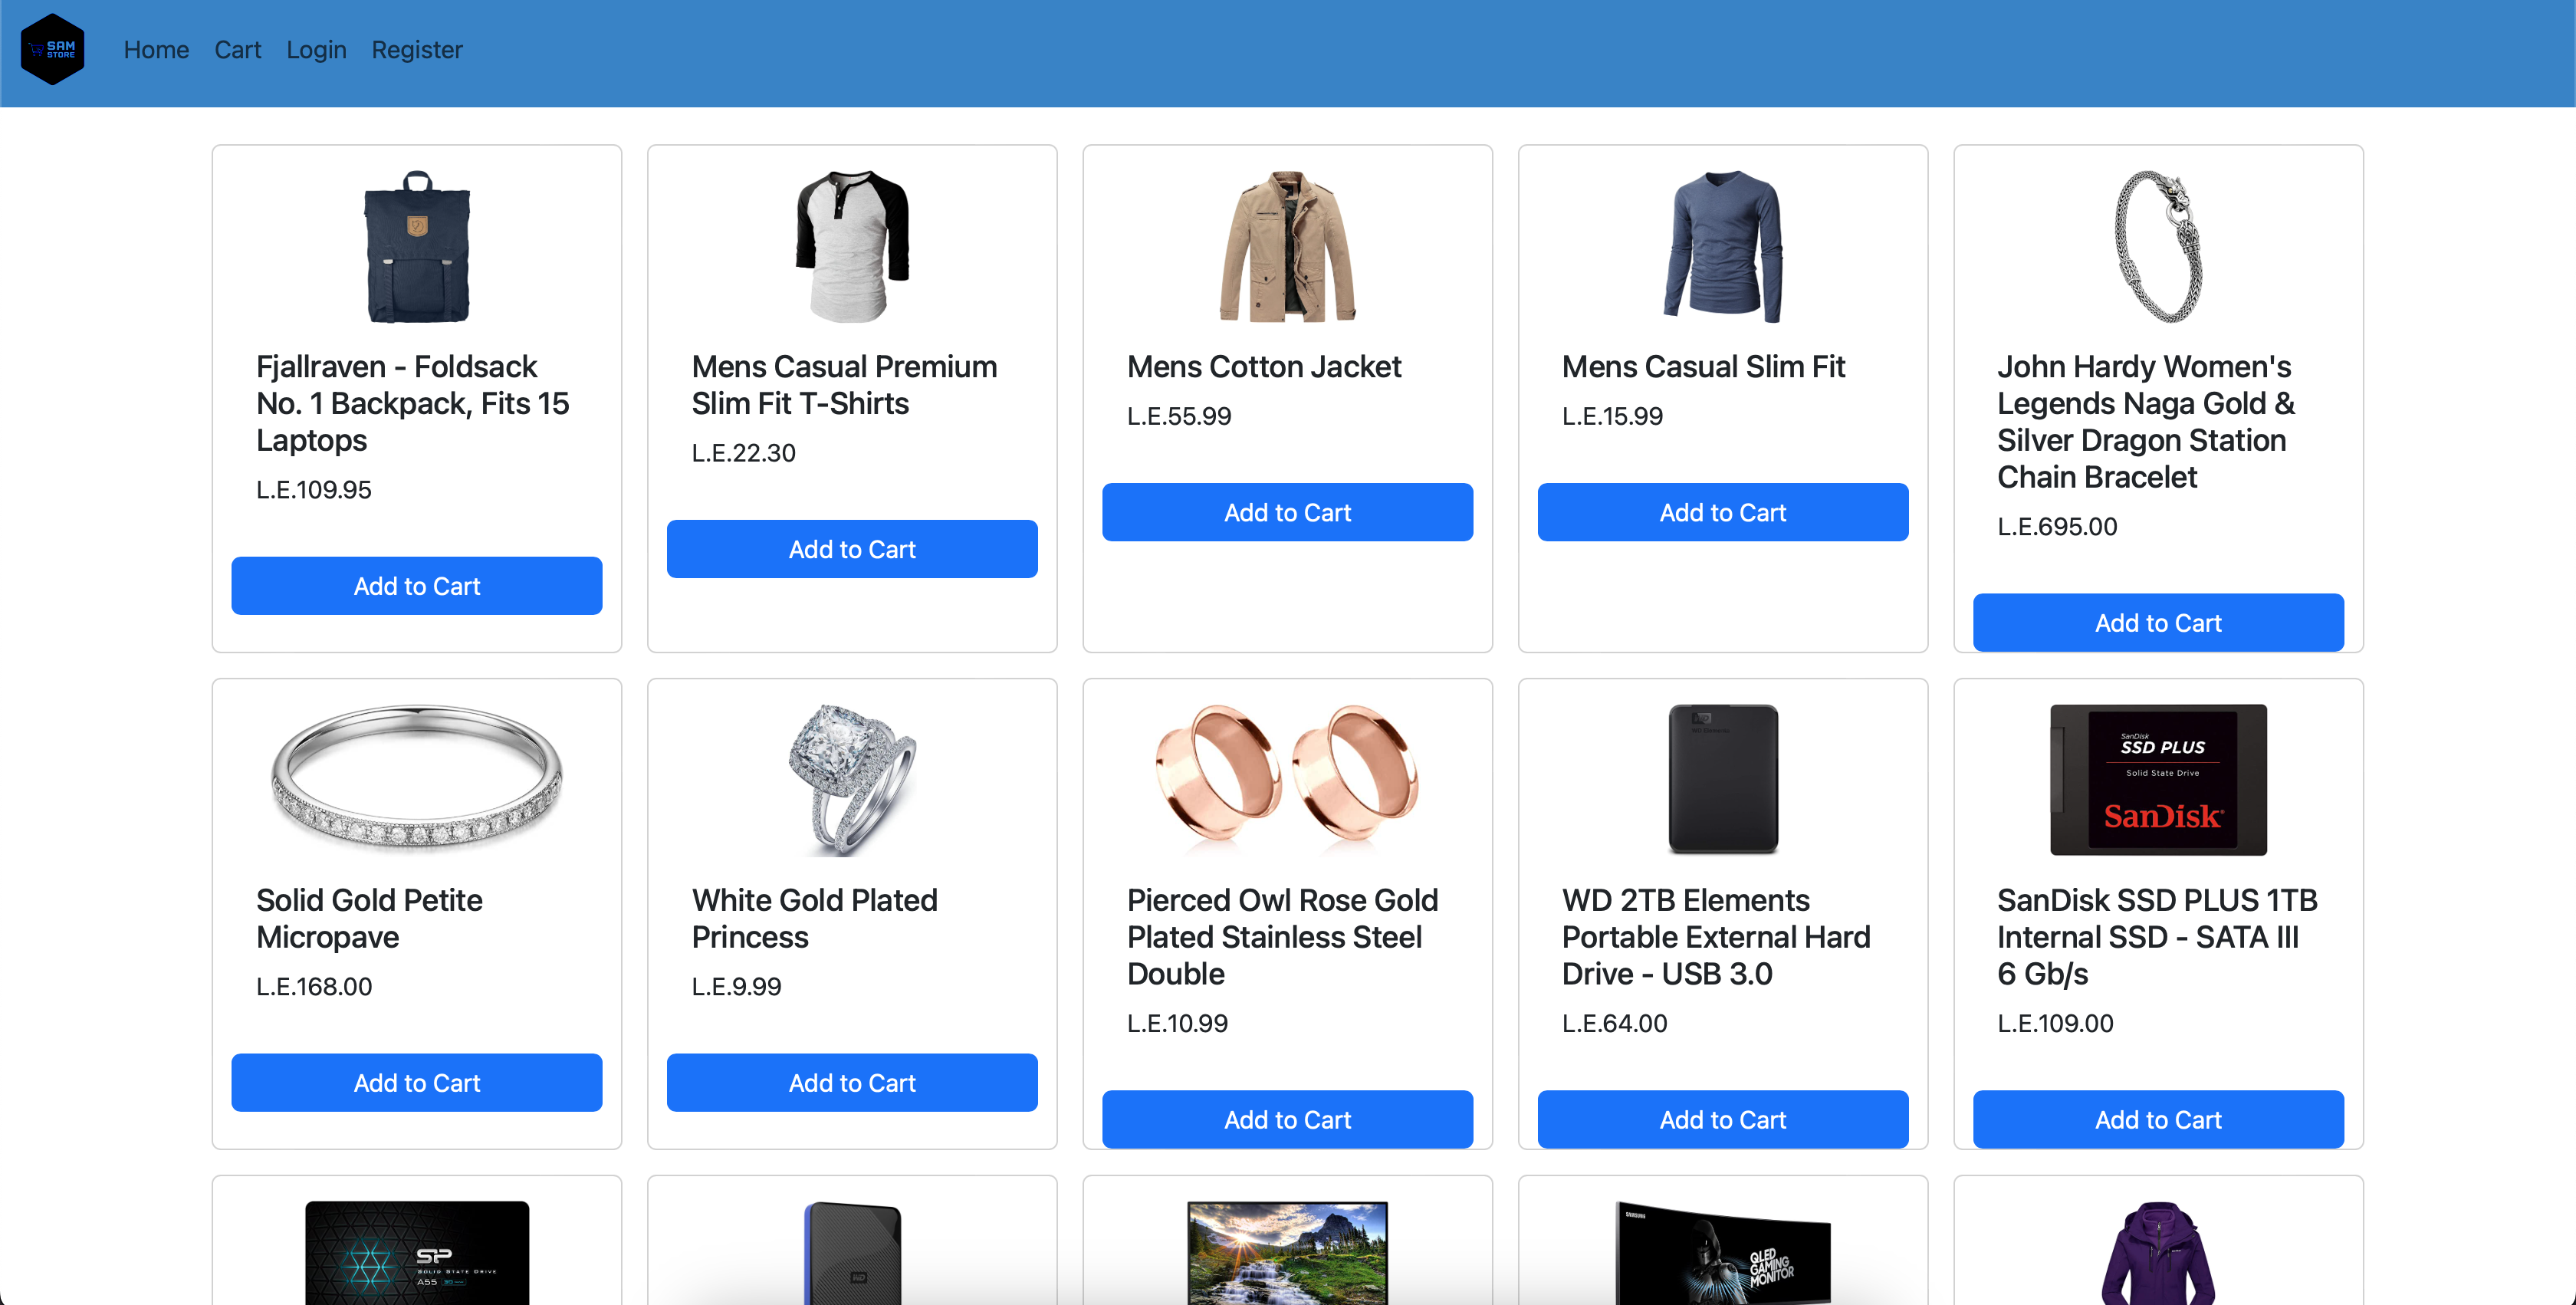 SAM
STORE
Home Cart Login Register
Fjallraven - Foldsack
No. 1 Backpack, Fits 15
Laptops
L.E.109.95
Add to Cart
Mens Casual Premium
Slim Fit T-Shirts
L.E.22.30
Add to Cart
Mens Cotton Jacket
L.E.55.99
Add to Cart
Mens Casual Slim Fit
L.E.15.99
Add to Cart
John Hardy Women's
Legends Naga Gold &
Silver Dragon Station
Chain Bracelet
L.E.695.00
Add to Cart
Solid Gold Petite
Micropave
L.E.168.00
Add to Cart
White Gold Plated
Princess
L.E.9.99
Add to Cart
Pierced Owl Rose Gold
Plated Stainless Steel
Double
L.E.10.99
Add to Cart
WD
WD 2TB Elements
Portable External Hard
Drive - USB 3.0
L.E.64.00
Add to Cart
SanDisk
SSD PLUS
Solid State Drive
SanDisk
SanDisk SSD PLUS 1TB
Internal SSD - SATA III
6 Gb/s
L.E.109.00
Add to Cart
SP
SOLID STATE DRIVE
A55
WD
SAMSUNG
QLED
GAMING
MONITOR